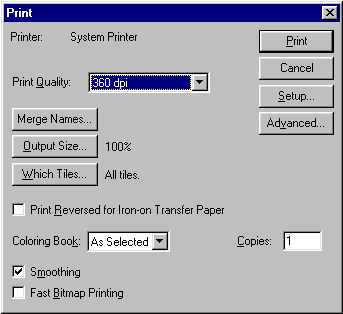 Print
Printer: System Printer
Print
Cancel
Print Quality: 360 dpi
Setup...
Merge Names...
Advanced...
Output Size... 100%
Which Tiles... All tiles.
Print Reversed for Iron-on Transfer Paper
Coloring Book: As Selected Copies: 1
Smoothing
Fast Bitmap Printing